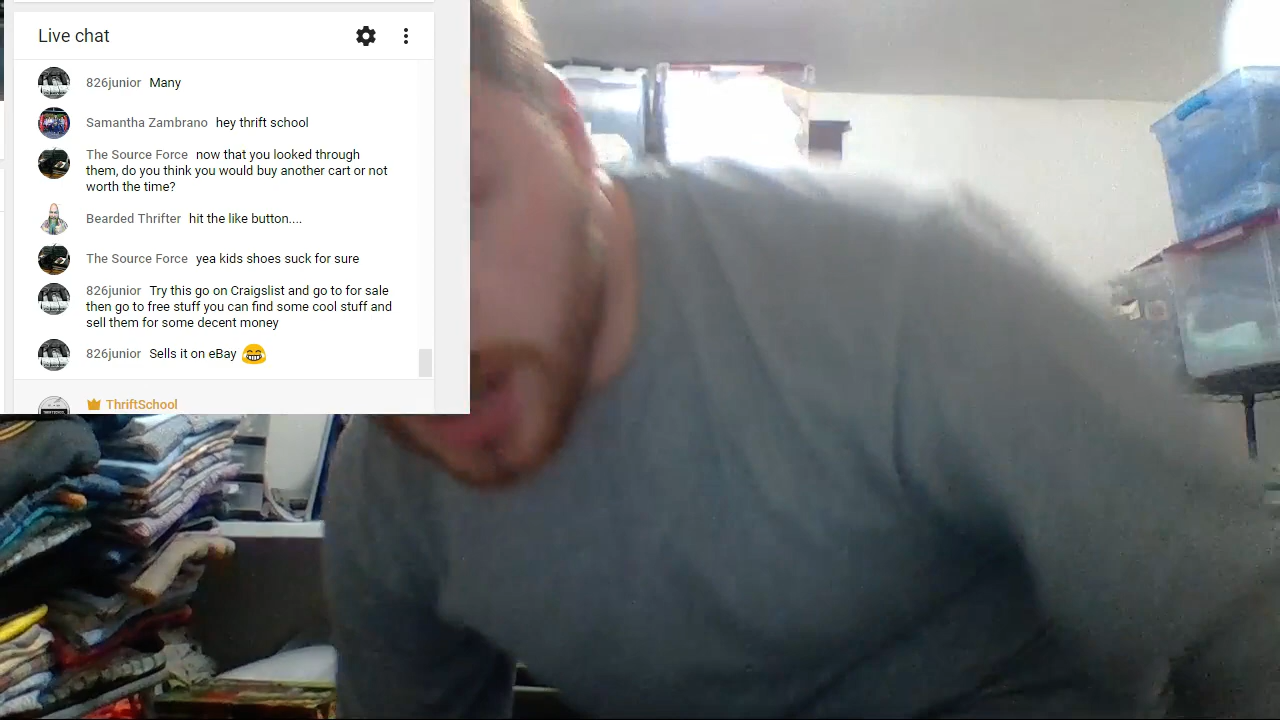 Live chat
826junior Many
Samantha Zambrano hey thrift school
The Source Force now that you looked through
them, do you think you would buy another cart or not
worth the time?
Bearded Thrifter hit the like button....
The Source Force yea kids shoes suck for sure
826junior Try this go on Craigslist and go to for sale
then go to free stuff you can find some cool stuff and
sell them for some decent money
826junior Sells it on eBay 😁
ThriftSchool